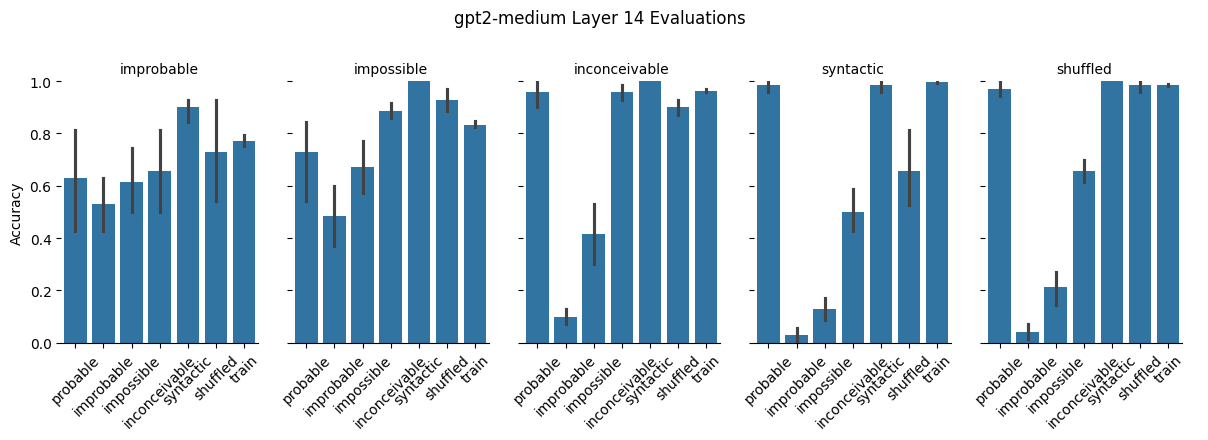 gpt2-medium Layer 14 Evaluations
improbable
impossible
inconceivable
syntactic
shuffled
Accuracy
1.0
0.8
0.6
0.4
0.2
0.0
probable
improbable
impossible
inconceivable
syntactic
shuffled
train
probable
improbable
impossible
inconceivable
syntactic
shuffled
train
probable
improbable
impossible
inconceivable
syntactic
shuffled
train
probable
improbable
impossible
inconceivable
syntactic
shuffled
train
probable
improbable
impossible
inconceivable
syntactic
shuffled
train